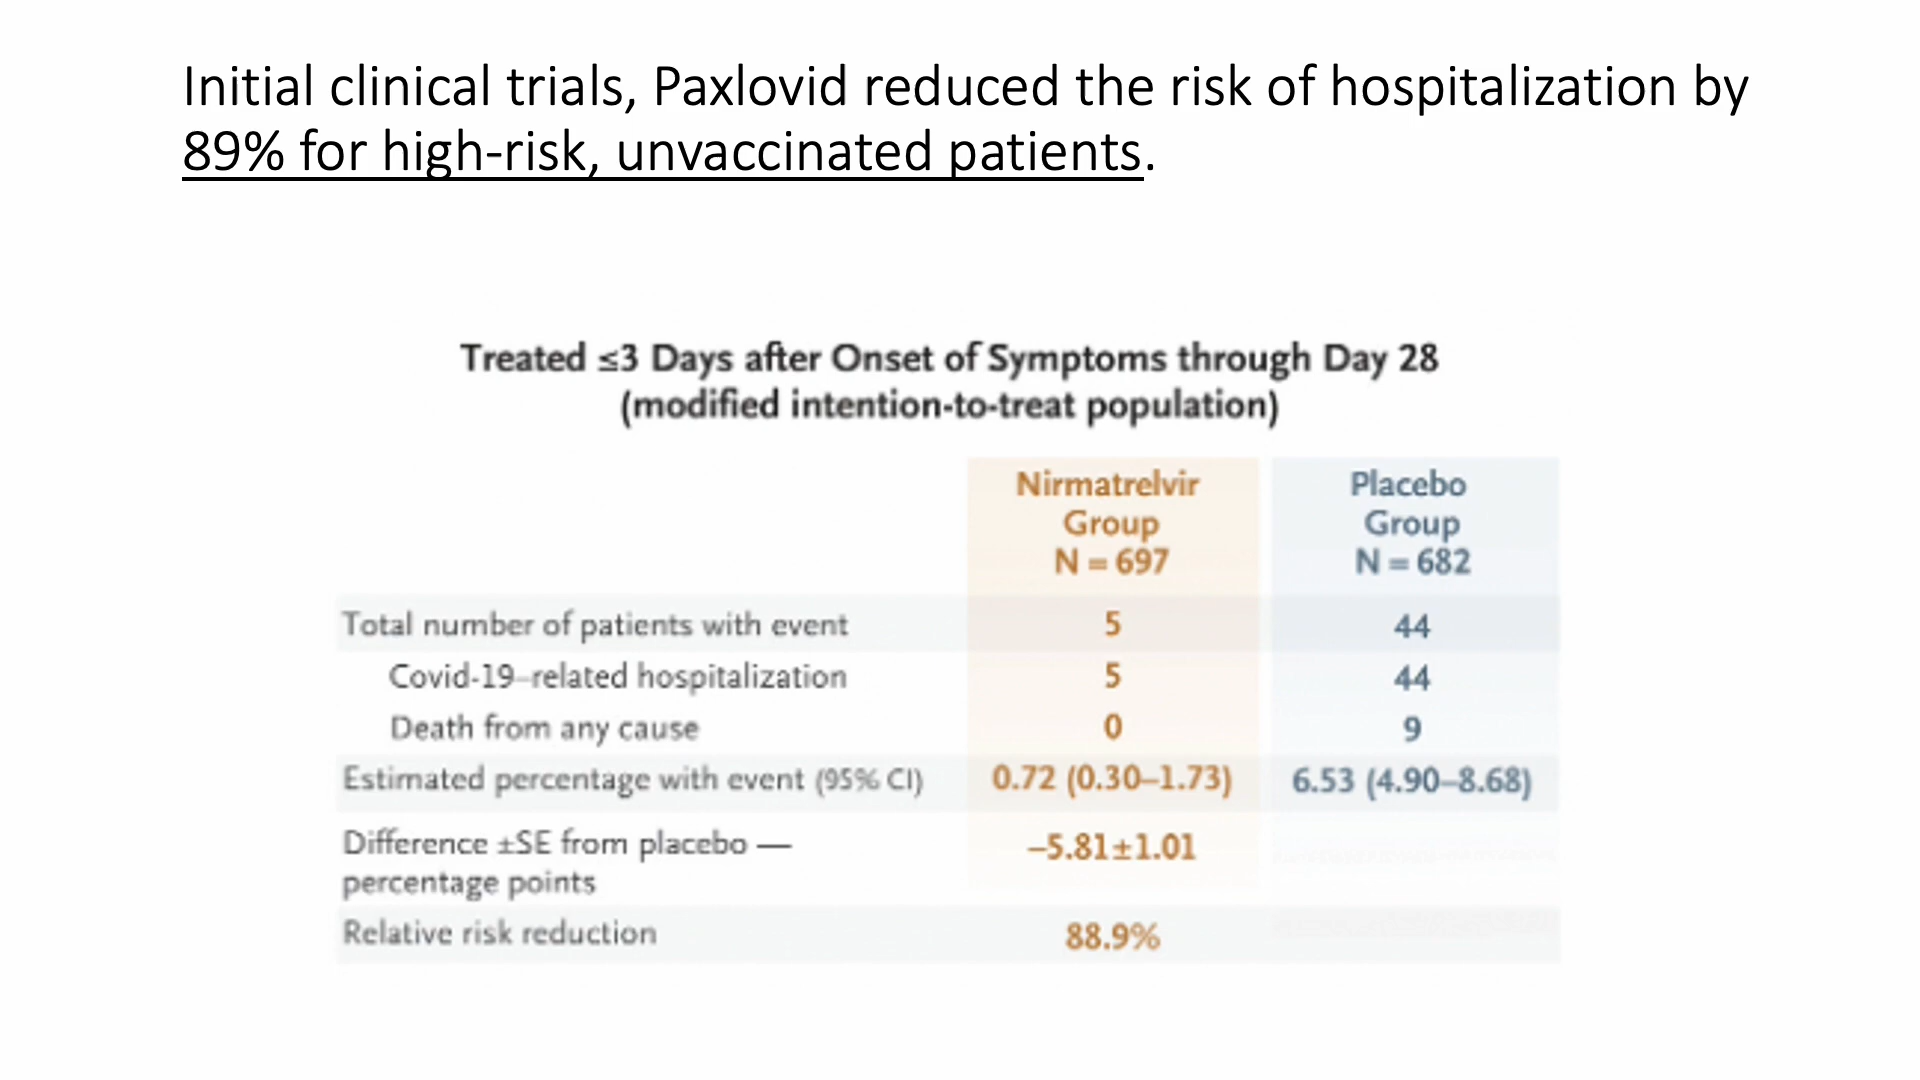 Initial clinical trials, Paxlovid reduced the risk of hospitalization by
89% for high-risk, unvaccinated patients.
Treated ≤3 Days after Onset of Symptoms through Day 28
(modified intention-to-treat population)
Nirmatrelvir Group N = 697
Placebo Group N = 682
Total number of patients with event 5 44
Covid-19–related hospitalization 5 44
Death from any cause 0 9
Estimated percentage with event (95% CI) 0.72 (0.30–1.73) 6.53 (4.90–8.68)
Difference ±SE from placebo — –5.81±1.01
percentage points
Relative risk reduction 88.9%